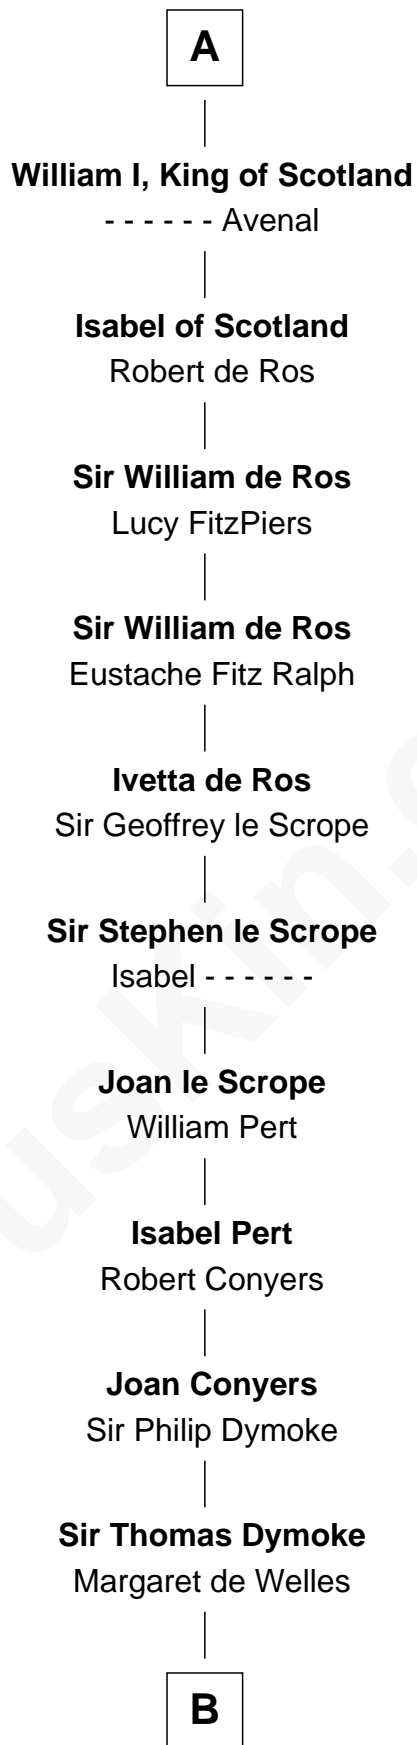 A
William I, King of Scotland
- - - - - - Avenal
Isabel of Scotland
Robert de Ros
Sir William de Ros
Lucy FitzPiers
Sir William de Ros
Eustache Fitz Ralph
Ivetta de Ros
Sir Geoffrey le Scrope
Sir Stephen le Scrope
Isabel - - - - - -
Joan le Scrope
William Pert
Isabel Pert
Robert Conyers
Joan Conyers
Sir Philip Dymoke
Sir Thomas Dymoke
Margaret de Welles
B